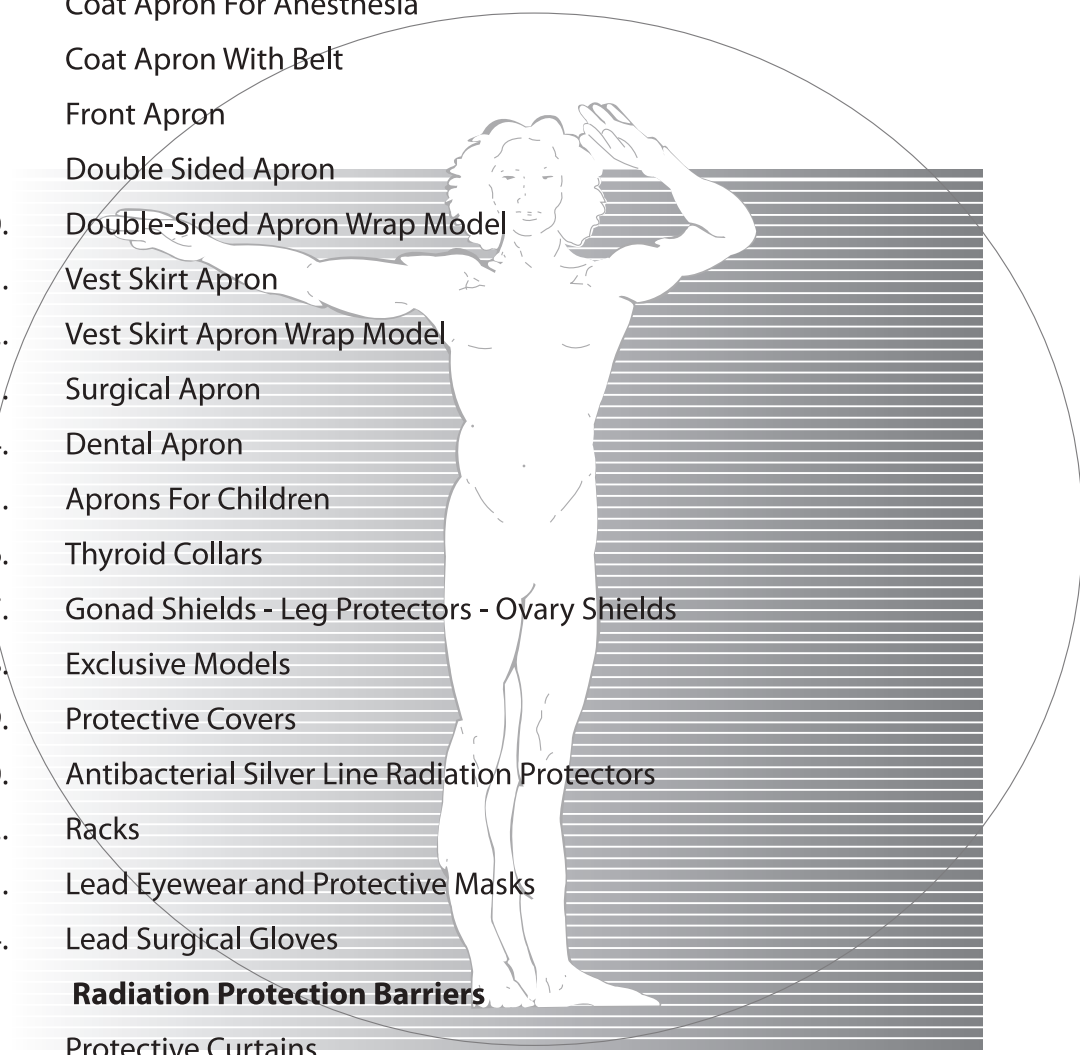 Coat Apron For Anesthesia
Coat Apron With Belt
Front Apron
Double Sided Apron
Double-Sided Apron Wrap Model
Vest Skirt Apron
Vest Skirt Apron Wrap Model
Surgical Apron
Dental Apron
Aprons For Children
Thyroid Collars
Gonad Shields - Leg Protectors - Ovary Shields
Exclusive Models
Protective Covers
Antibacterial Silver Line Radiation Protectors
Racks
Lead Eyewear and Protective Masks
Lead Surgical Gloves
Radiation Protection Barriers
Protective Curtains